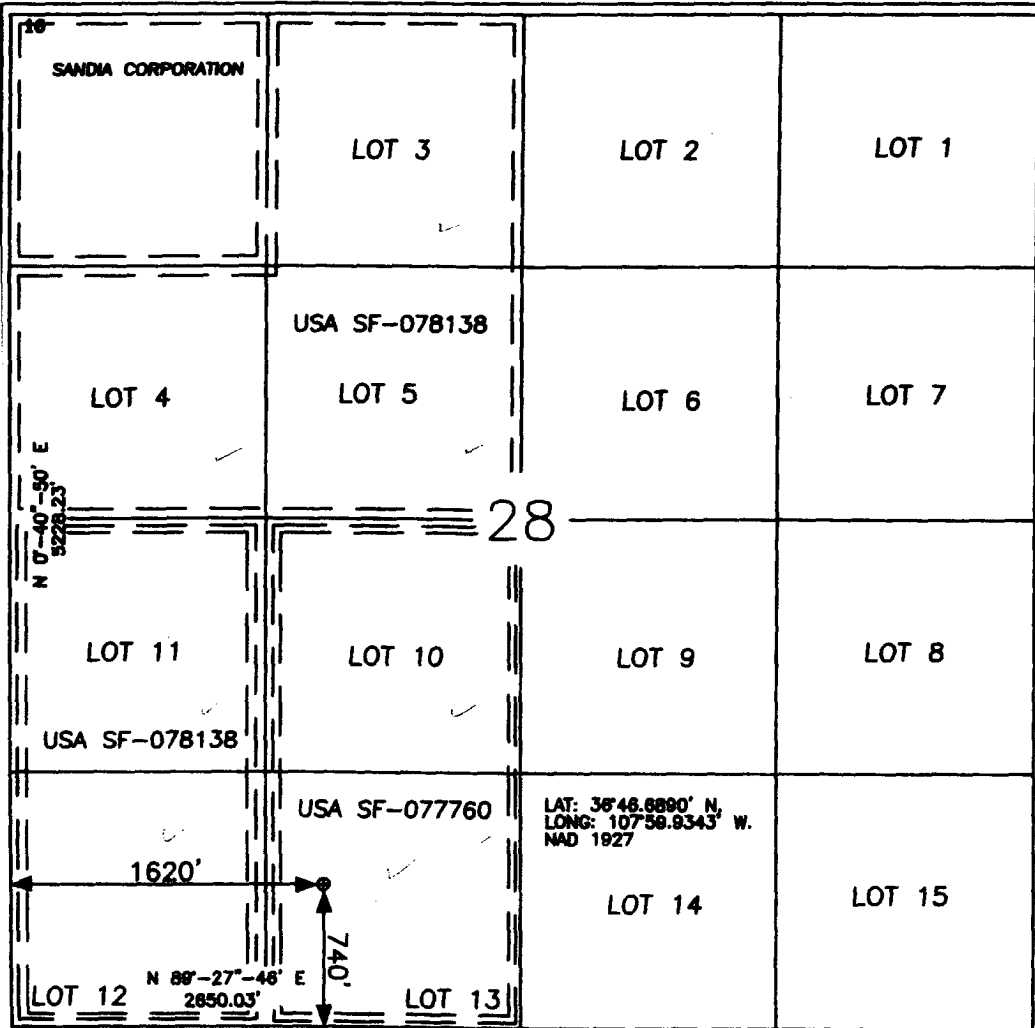 16
SANDIA CORPORATION
LOT 3
LOT 2
LOT 1
USA SF-078138
LOT 4
LOT 5
LOT 6
LOT 7
N 0°-40"-50' E
5228.23'
28
LOT 11
LOT 10
LOT 9
LOT 8
USA SF-078138
USA SF-077760
LAT: 36°46.6890' N,
LONG: 107°59.9343' W.
NAD 1927
1620'
740'
LOT 14
LOT 15
N 89°-27"-46' E
2650.03'
LOT 12
LOT 13